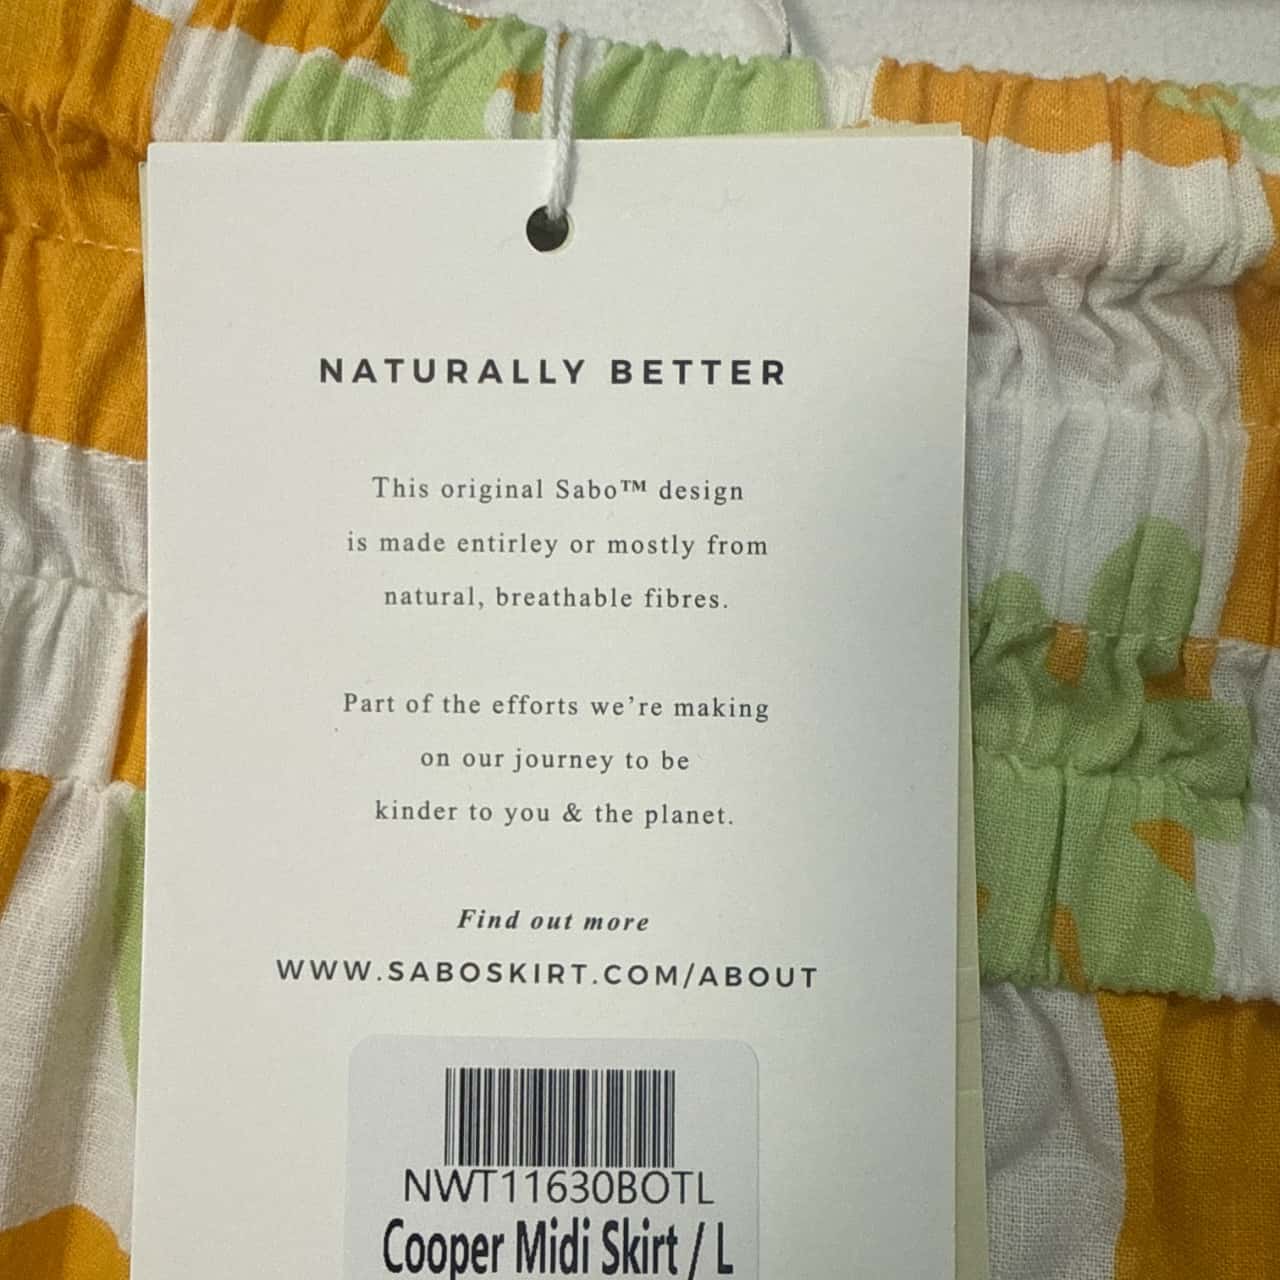 NATURALLY BETTER
This original Sabo™ design
is made entirley or mostly from
natural, breathable fibres.
Part of the efforts we’re making
on our journey to be
kinder to you & the planet.
Find out more
WWW.SABOSKIRT.COM/ABOUT
NWT11630BOTL
Cooper Midi Skirt / L